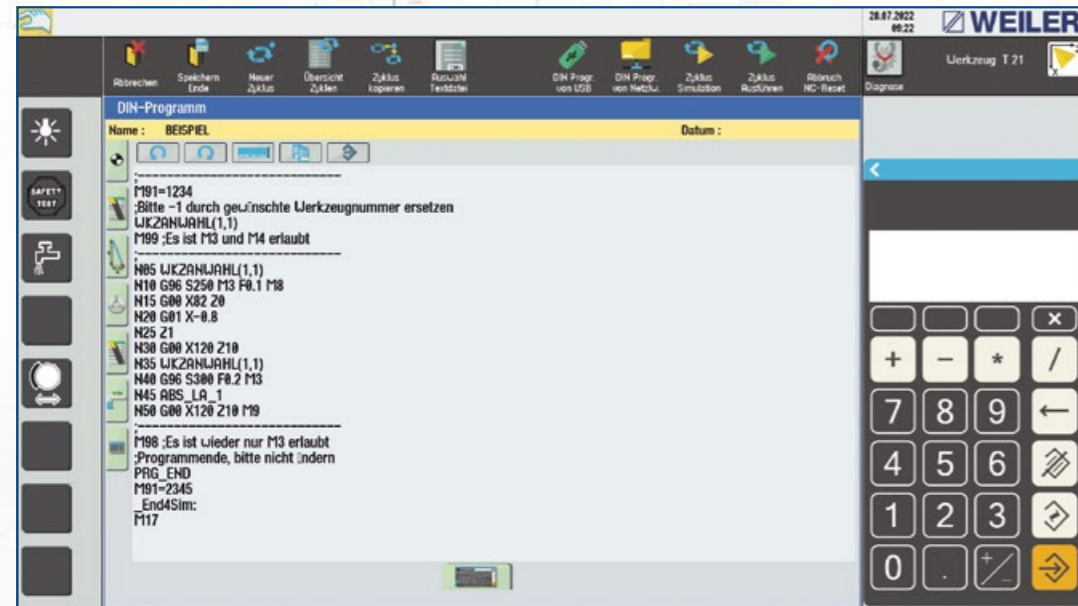 28.07.2022
09:22
WEILER
Abbrechen
Speichern
Ende
Neuer
Zyklus
Übersicht
Zyklen
Zyklus
kopieren
Auswahl
Textdatei
DIN Progr.
von USB
DIN Progr.
von Netzlw.
Zyklus
Simulation
Zyklus
Ausführen
Abbruch
NC-Reset
Diagnose
Werkzeug T 21
DIN-Programm
Name : BEISPIEL Datum :
;-----------------------------
M91=1234
;Bitte -1 durch gewünschte Werkzeugnummer ersetzen
WKZANWAHL(1,1)
M99 ;Es ist M3 und M4 erlaubt
;-----------------------------
N05 WKZANWAHL(1,1)
N10 G96 S250 M3 F0.1 M8
N15 G00 X82 Z0
N20 G01 X-0.8
N25 Z1
N30 G00 X120 Z10
N35 WKZANWAHL(1,1)
N40 G96 S300 F0.2 M3
N45 ABS_LA_1
N50 G00 X120 Z10 M9
;-----------------------------
M98 ;Es ist wieder nur M3 erlaubt
;Programmende, bitte nicht ändern
PRG_END
M91=2345
_End4Sim:
M17
SAFETY
TEST
+ - * /
7 8 9
4 5 6
1 2 3
0 . +/-